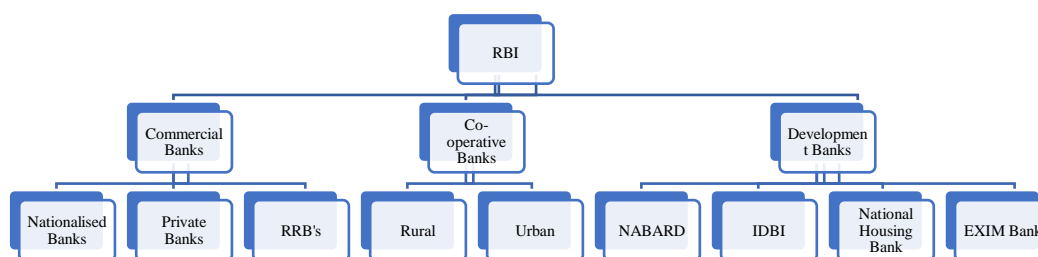 RBI
Commercial
Banks
Co-
operative
Banks
Developmen
t Banks
Nationalised
Banks
Private
Banks
RRB's
Rural
Urban
NABARD
IDBI
National
Housing
Bank
EXIM Bank